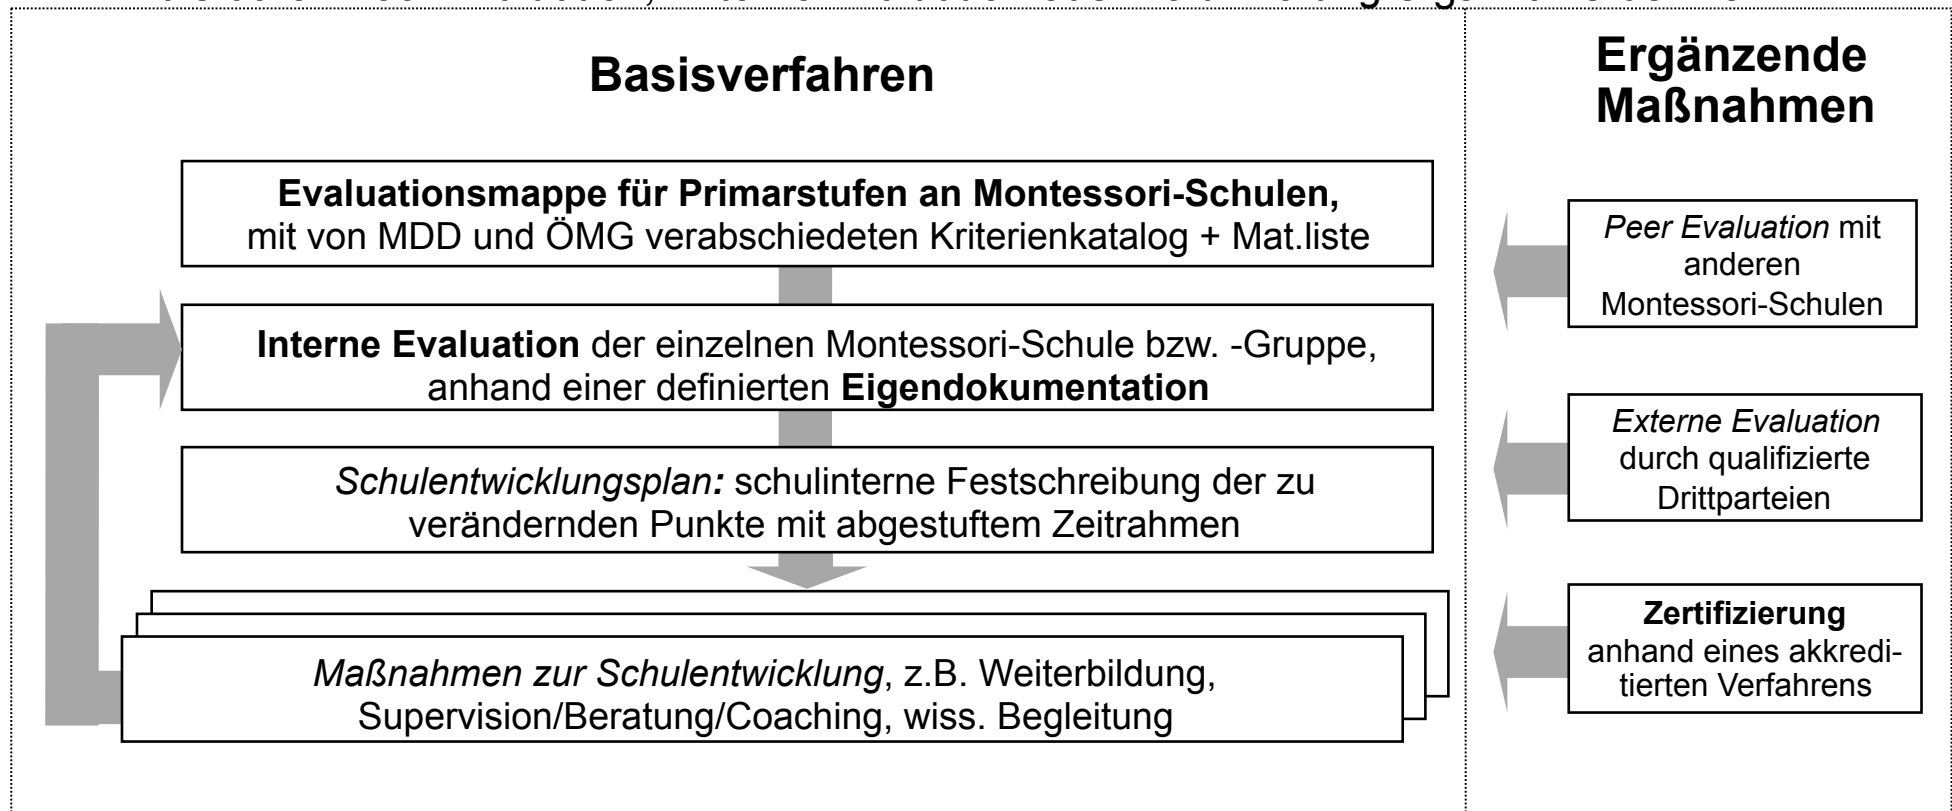 Basisverfahren
Evaluationsmappe für Primarstufen an Montessori-Schulen,
mit von MDD und ÖMG verabschiedeten Kriterienkatalog + Mat.liste
Interne Evaluation der einzelnen Montessori-Schule bzw. -Gruppe,
anhand einer definierten Eigendokumentation
Schulentwicklungsplan: schulinterne Festschreibung der zu
verändernden Punkte mit abgestuftem Zeitrahmen
Maßnahmen zur Schulentwicklung, z.B. Weiterbildung,
Supervision/Beratung/Coaching, wiss. Begleitung
Ergänzende
Maßnahmen
Peer Evaluation mit
anderen
Montessori-Schulen
Externe Evaluation
durch qualifizierte
Drittparteien
Zertifizierung
anhand eines akkredi-
tierten Verfahrens